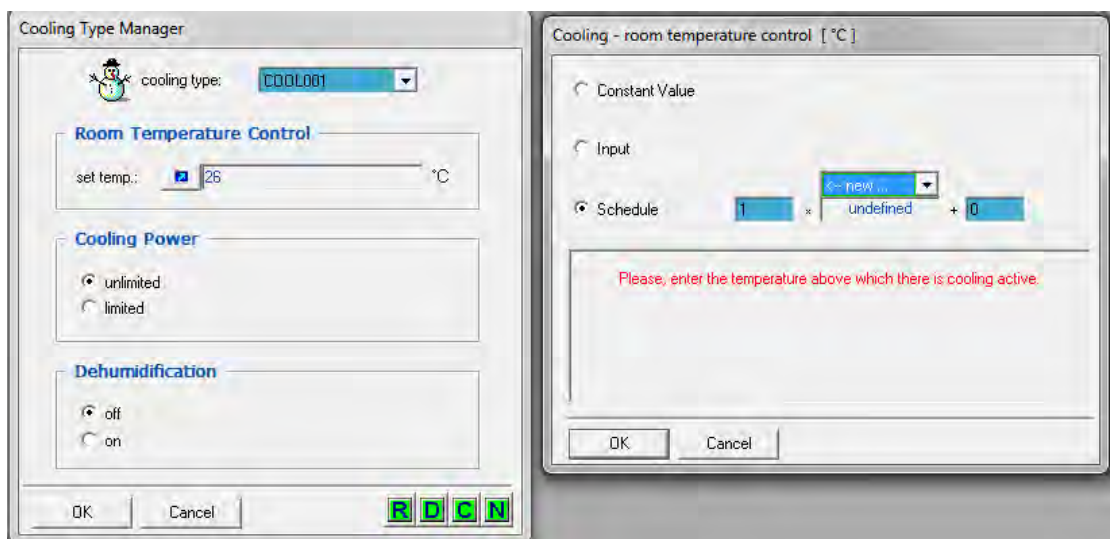 Cooling Type Manager
cooling type: COOL001
Room Temperature Control
set temp.: 26 °C
Cooling Power
unlimited
limited
Dehumidification
off
on
OK Cancel R D C N
Cooling - room temperature control [ °C ]
Constant Value
Input
<-- new ...
Schedule 1 × undefined + 0
Please, enter the temperature above which there is cooling active.
OK Cancel